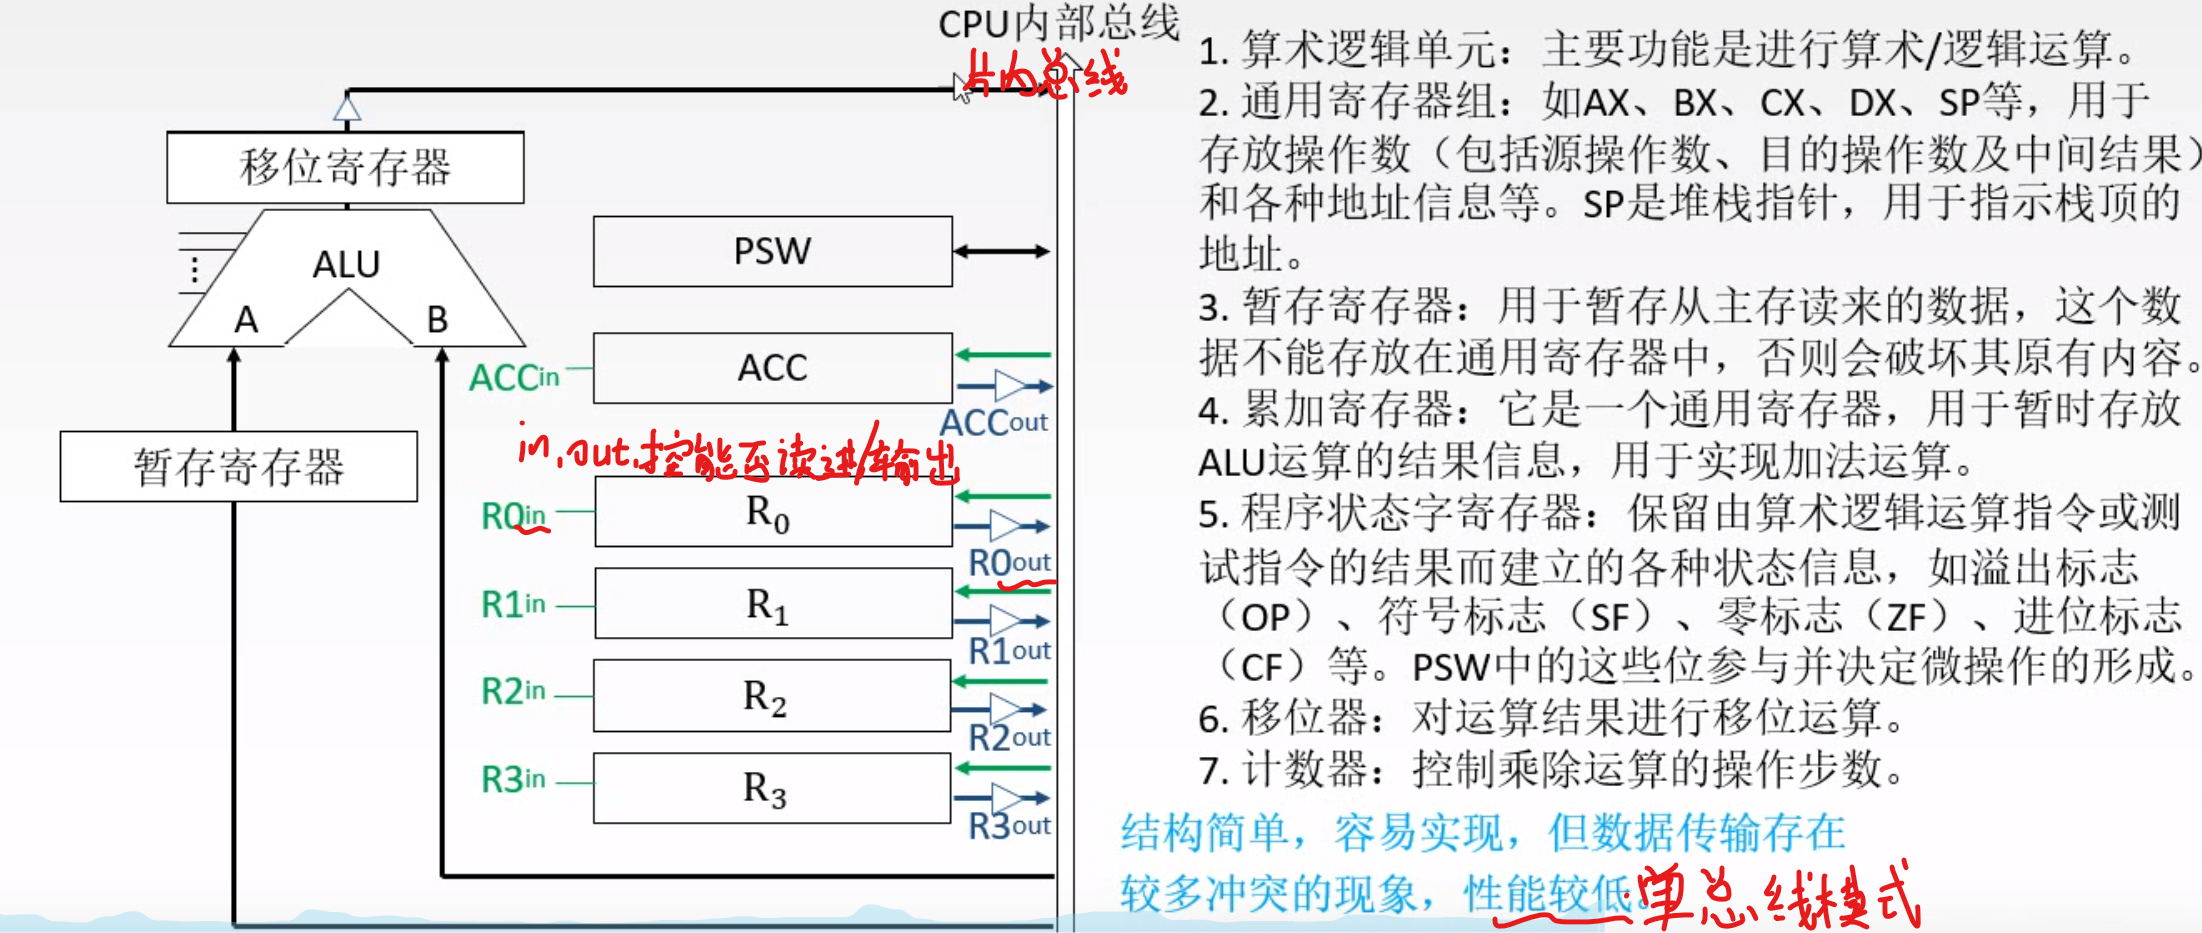 CPU内部总线
片内总线
移位寄存器
ALU
A
B
暂存寄存器
PSW
ACCin
ACC
ACCout
in,out控能否读进/输出
R0in
R₀
R0out
R1in
R₁
R1out
R2in
R₂
R2out
R3in
R₃
R3out
1. 算术逻辑单元：主要功能是进行算术/逻辑运算。
2. 通用寄存器组：如AX、BX、CX、DX、SP等，用于
存放操作数（包括源操作数、目的操作数及中间结果）
和各种地址信息等。SP是堆栈指针，用于指示栈顶的
地址。
3. 暂存寄存器：用于暂存从主存读来的数据，这个数
据不能存放在通用寄存器中，否则会破坏其原有内容。
4. 累加寄存器：它是一个通用寄存器，用于暂时存放
ALU运算的结果信息，用于实现加法运算。
5. 程序状态字寄存器：保留由算术逻辑运算指令或测
试指令的结果而建立的各种状态信息，如溢出标志
（OP）、符号标志（SF）、零标志（ZF）、进位标志
（CF）等。PSW中的这些位参与并决定微操作的形成。
6. 移位器：对运算结果进行移位运算。
7. 计数器：控制乘除运算的操作步数。
结构简单，容易实现，但数据传输存在
较多冲突的现象，性能较低。
单总线模式